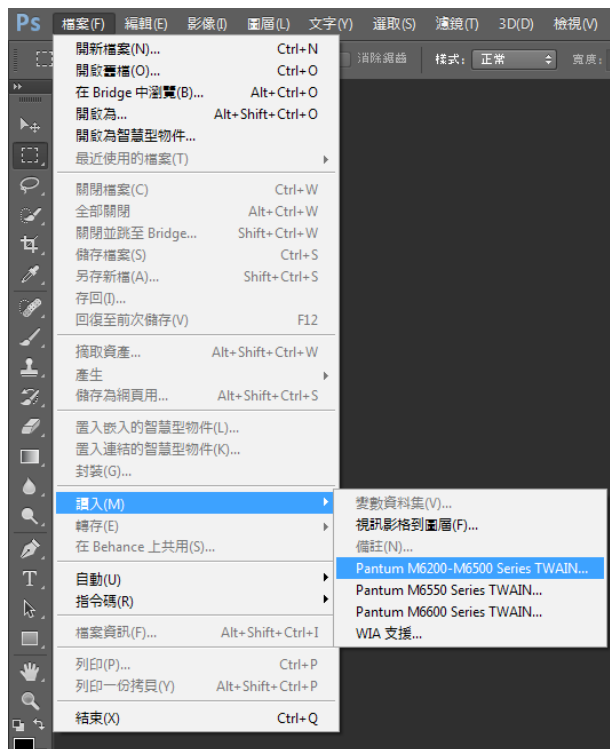 Ps 檔案(F) 編輯(E) 影像(I) 圖層(L) 文字(Y) 選取(S) 濾鏡(T) 3D(D) 檢視(V)
消除鋸齒 樣式: 正常 寬度:
開新檔案(N)... Ctrl+N
開啟舊檔(O)... Ctrl+O
在 Bridge 中瀏覽(B)... Alt+Ctrl+O
開啟為... Alt+Shift+Ctrl+O
開啟為智慧型物件...
最近使用的檔案(T)
關閉檔案(C) Ctrl+W
全部關閉 Alt+Ctrl+W
關閉並跳至 Bridge... Shift+Ctrl+W
儲存檔案(S) Ctrl+S
另存新檔(A)... Shift+Ctrl+S
存回(I)...
回復至前次儲存(V) F12
摘取資產... Alt+Shift+Ctrl+W
產生
儲存為網頁用... Alt+Shift+Ctrl+S
置入嵌入的智慧型物件(L)...
置入連結的智慧型物件(K)...
封裝(G)...
讀入(M)
變數資料集(V)...
轉存(E)
視訊影格到圖層(F)...
在 Behance 上共用(S)...
備註(N)...
Pantum M6200-M6500 Series TWAIN...
自動(U)
Pantum M6550 Series TWAIN...
指令碼(R)
Pantum M6600 Series TWAIN...
檔案資訊(F)... Alt+Shift+Ctrl+I
WIA 支援...
列印(P)... Ctrl+P
列印一份拷貝(Y) Alt+Shift+Ctrl+P
結束(X) Ctrl+Q